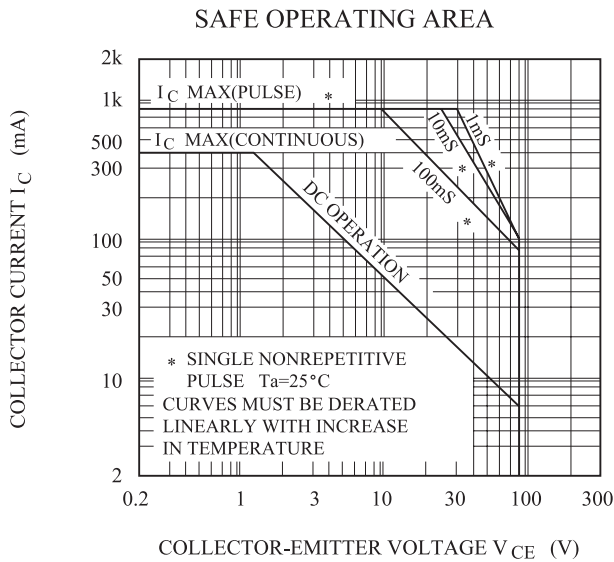 SAFE OPERATING AREA
COLLECTOR CURRENT I C (mA)
2k
1k
500
300
100
50
30
10
2
I C MAX(PULSE) *
I C MAX(CONTINUOUS)
DC OPERATION
100mS *
10mS *
1mS *
* SINGLE NONREPETITIVE
PULSE Ta=25°C
CURVES MUST BE DERATED
LINEARLY WITH INCREASE
IN TEMPERATURE
0.2 1 3 10 30 100 300
COLLECTOR-EMITTER VOLTAGE V CE (V)